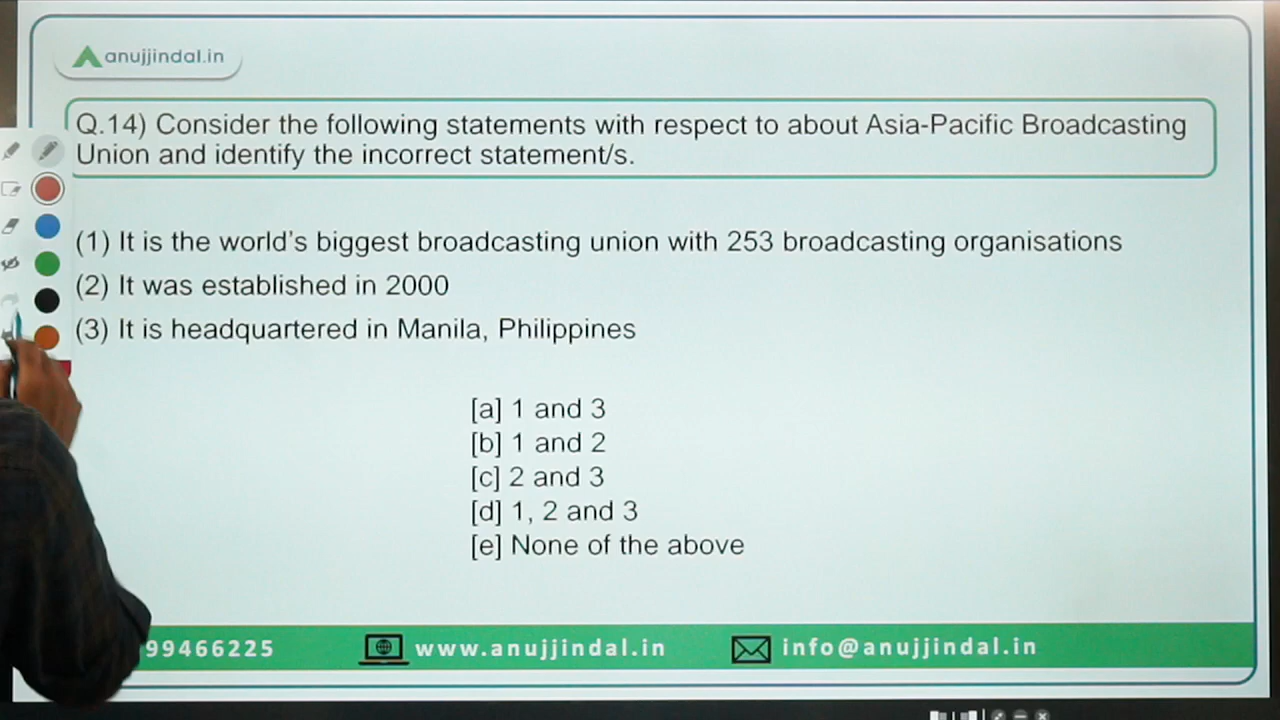 anujjindal.in
Q.14) Consider the following statements with respect to about Asia-Pacific Broadcasting
Union and identify the incorrect statement/s.
(1) It is the world's biggest broadcasting union with 253 broadcasting organisations
(2) It was established in 2000
(3) It is headquartered in Manila, Philippines
[a] 1 and 3
[b] 1 and 2
[c] 2 and 3
[d] 1, 2 and 3
[e] None of the above
99466225 www.anujjindal.in info@anujjindal.in